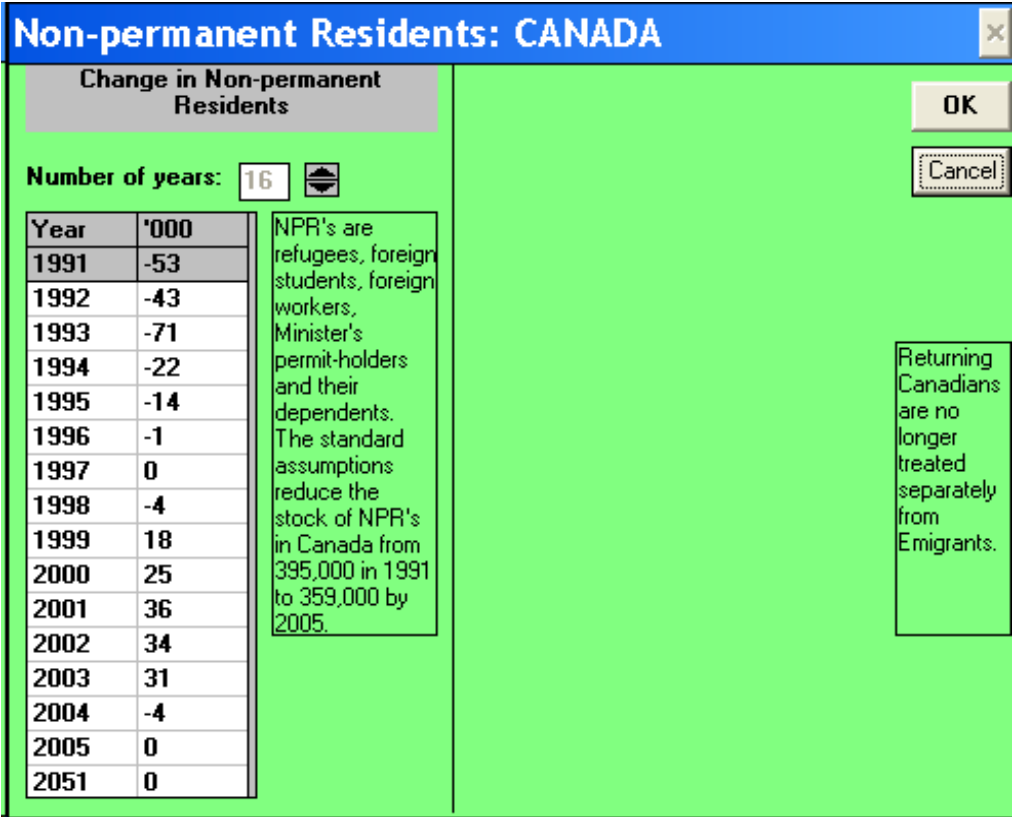 Non-permanent Residents: CANADA
Change in Non-permanent
Residents
OK
Cancel
Number of years: 16
Year '000
1991 -53
1992 -43
1993 -71
1994 -22
1995 -14
1996 -1
1997 0
1998 -4
1999 18
2000 25
2001 36
2002 34
2003 31
2004 -4
2005 0
2051 0
NPR's are
refugees, foreign
students, foreign
workers,
Minister's
permit-holders
and their
dependents.
The standard
assumptions
reduce the
stock of NPR's
in Canada from
395,000 in 1991
to 359,000 by
2005.
Returning
Canadians
are no
longer
treated
separately
from
Emigrants.